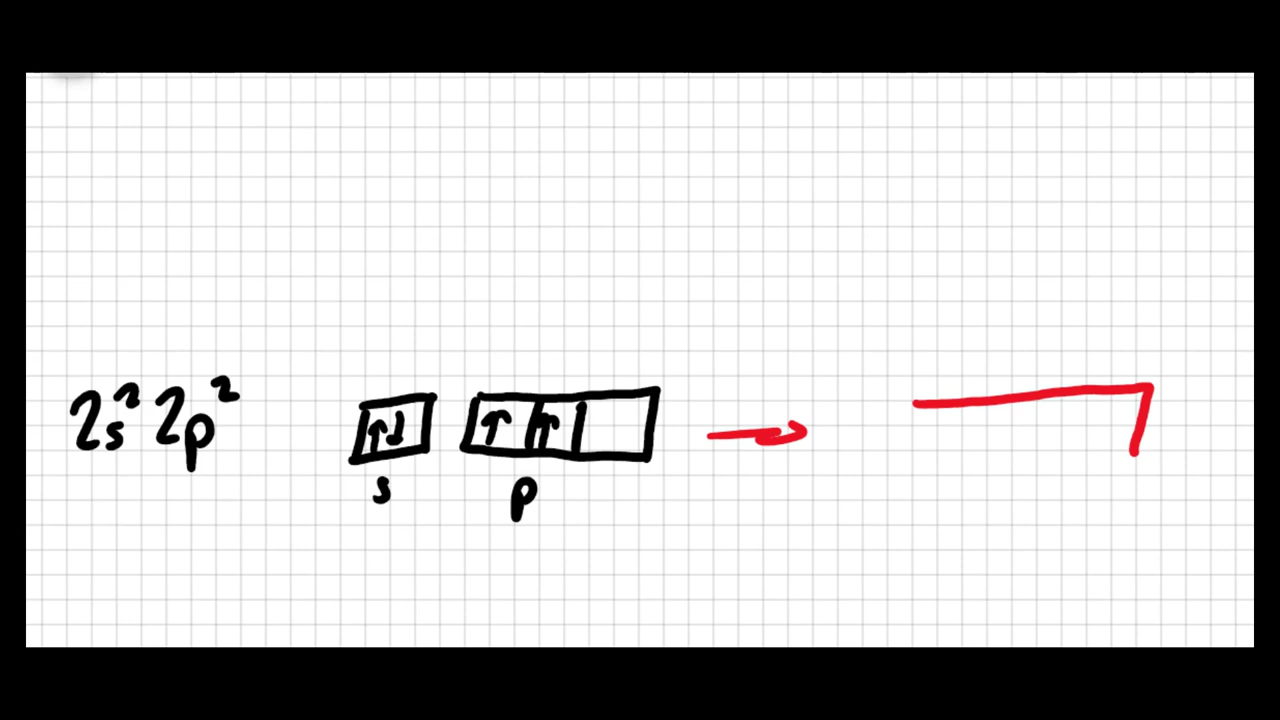 2s² 2p² ↑↓ ↑ ↑ →
s p